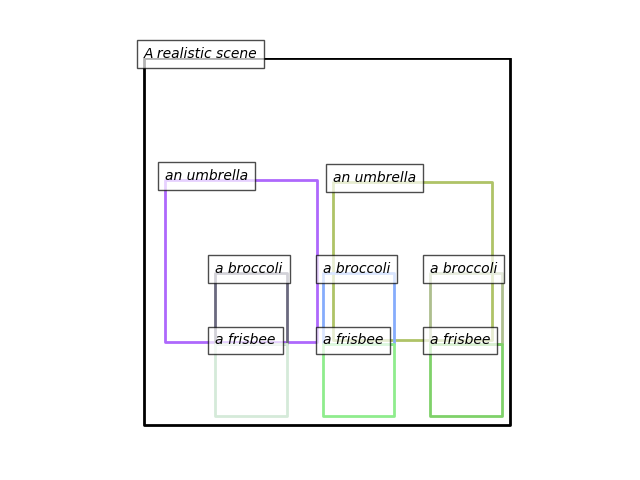 A realistic scene
an umbrella
an umbrella
a broccoli
a broccoli
a broccoli
a frisbee
a frisbee
a frisbee